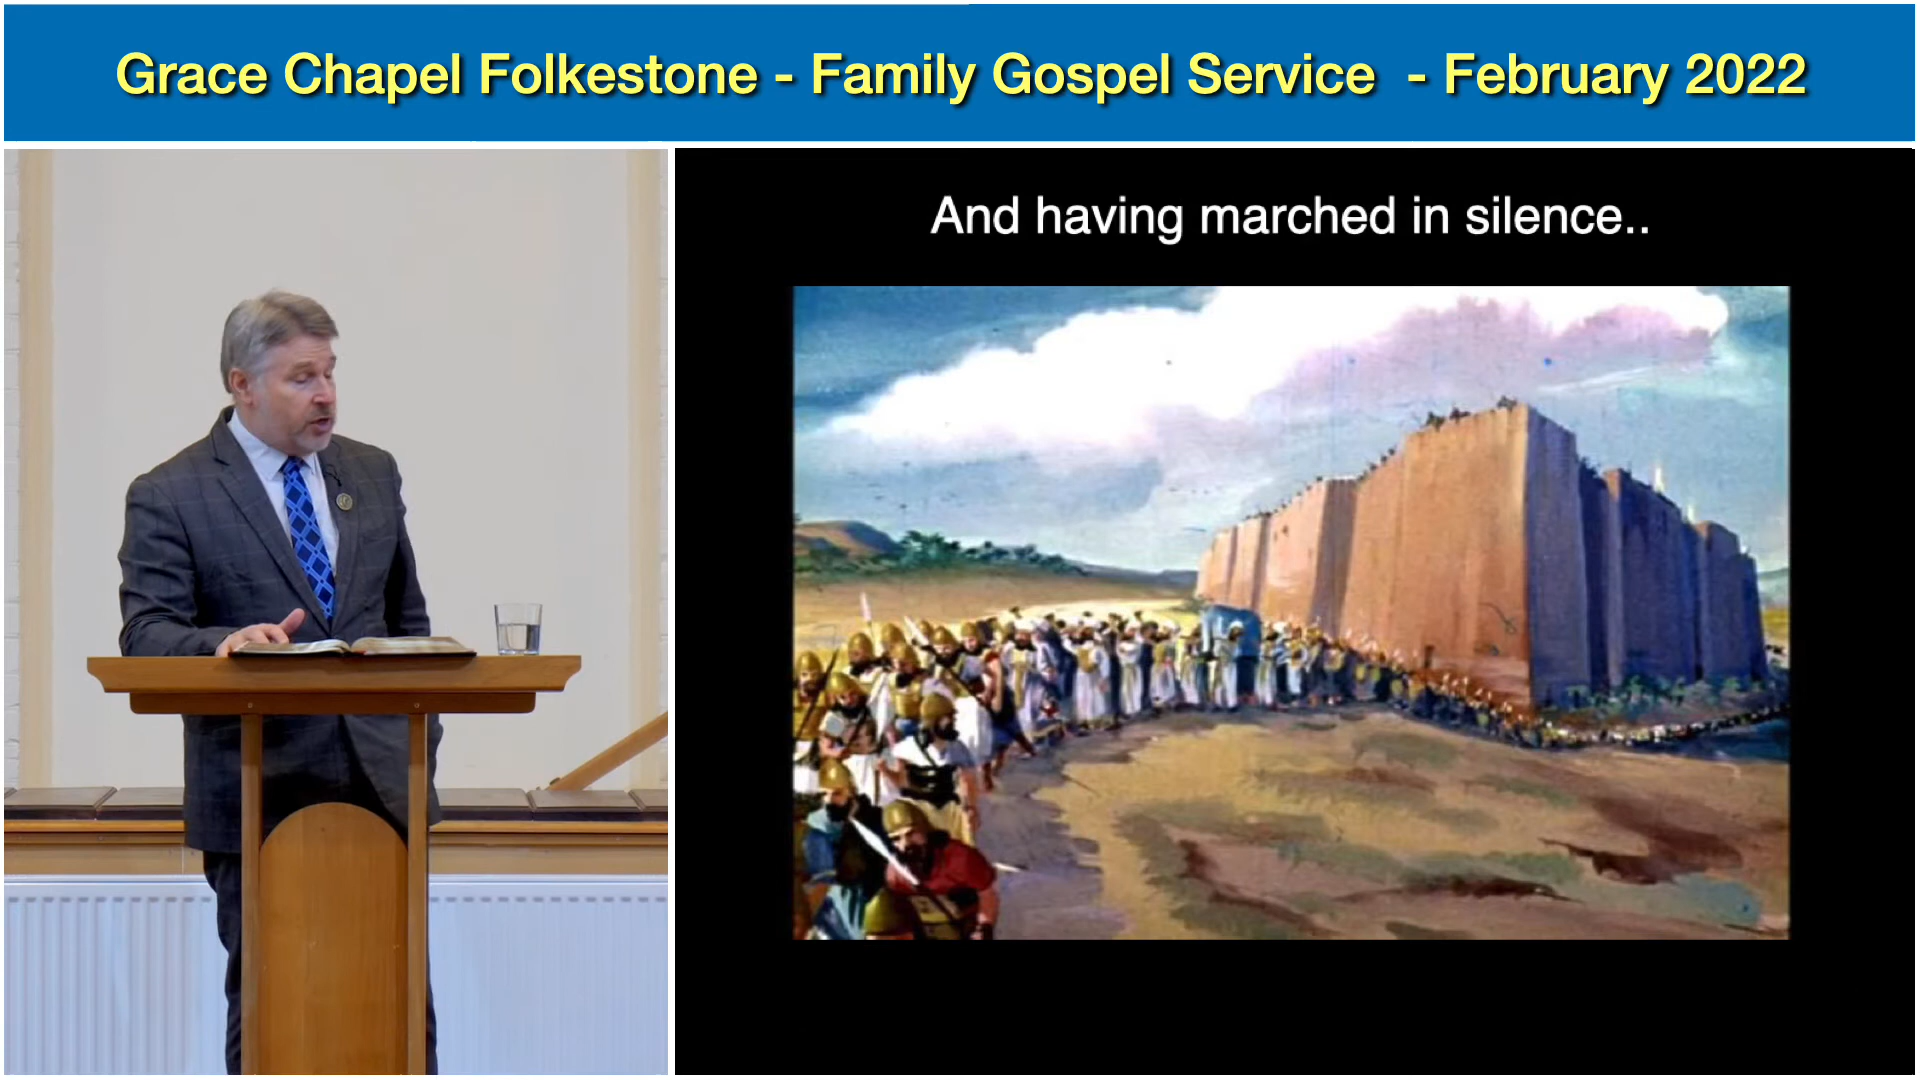 Grace Chapel Folkestone - Family Gospel Service - February 2022
And having marched in silence..